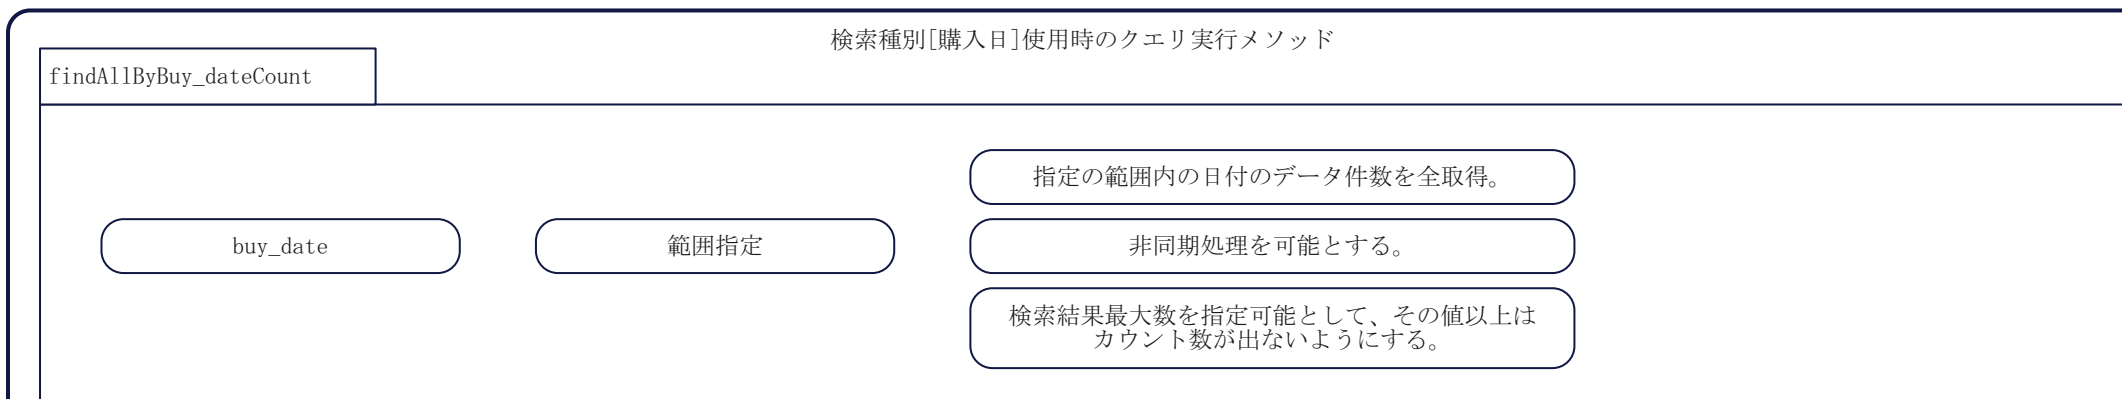 検索種別[購入日]使用時のクエリ実行メソッド
findAllByBuy_dateCount
指定の範囲内の日付のデータ件数を全取得。
buy_date
範囲指定
非同期処理を可能とする。
検索結果最大数を指定可能として、その値以上は
カウント数が出ないようにする。